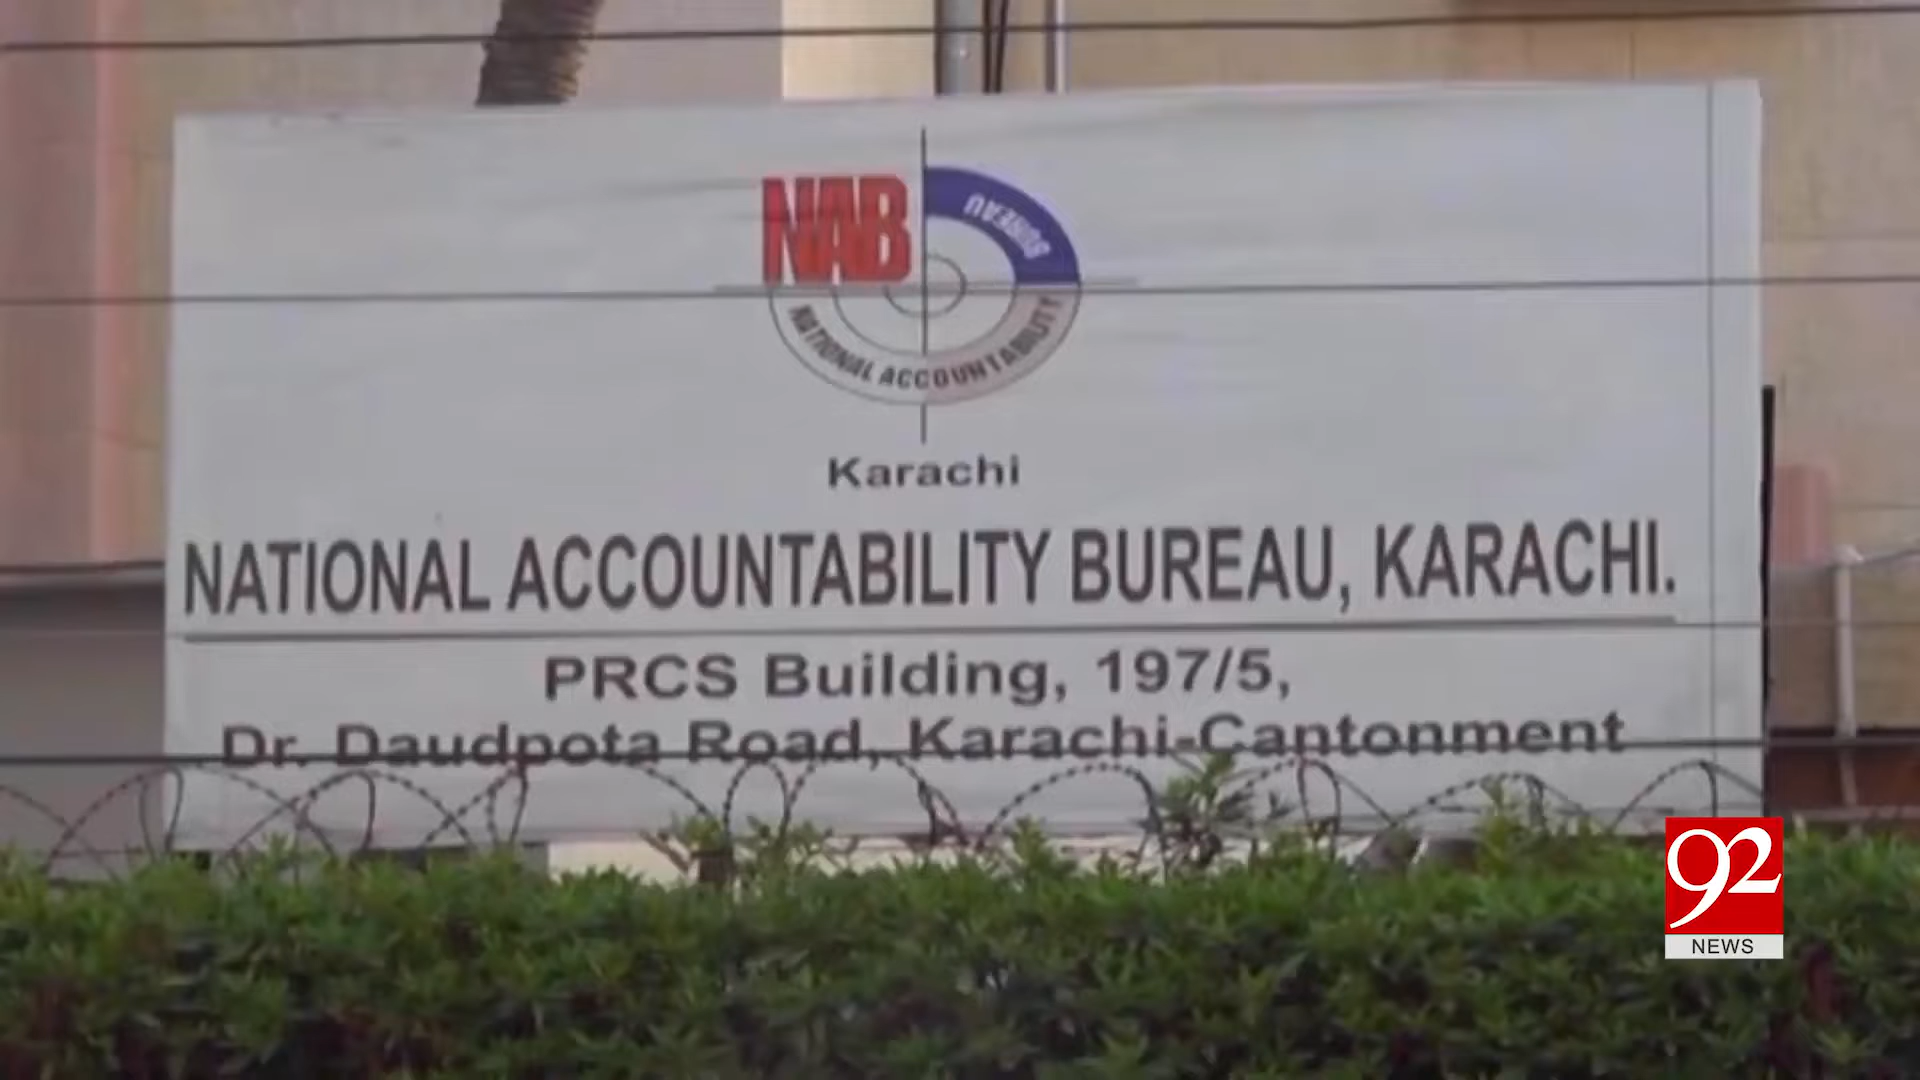 NAB
BUREAU
NATIONAL ACCOUNTABILITY
Karachi
NATIONAL ACCOUNTABILITY BUREAU, KARACHI.
PRCS Building, 197/5,
Dr. Daudpota Road, Karachi-Cantonment
92
NEWS